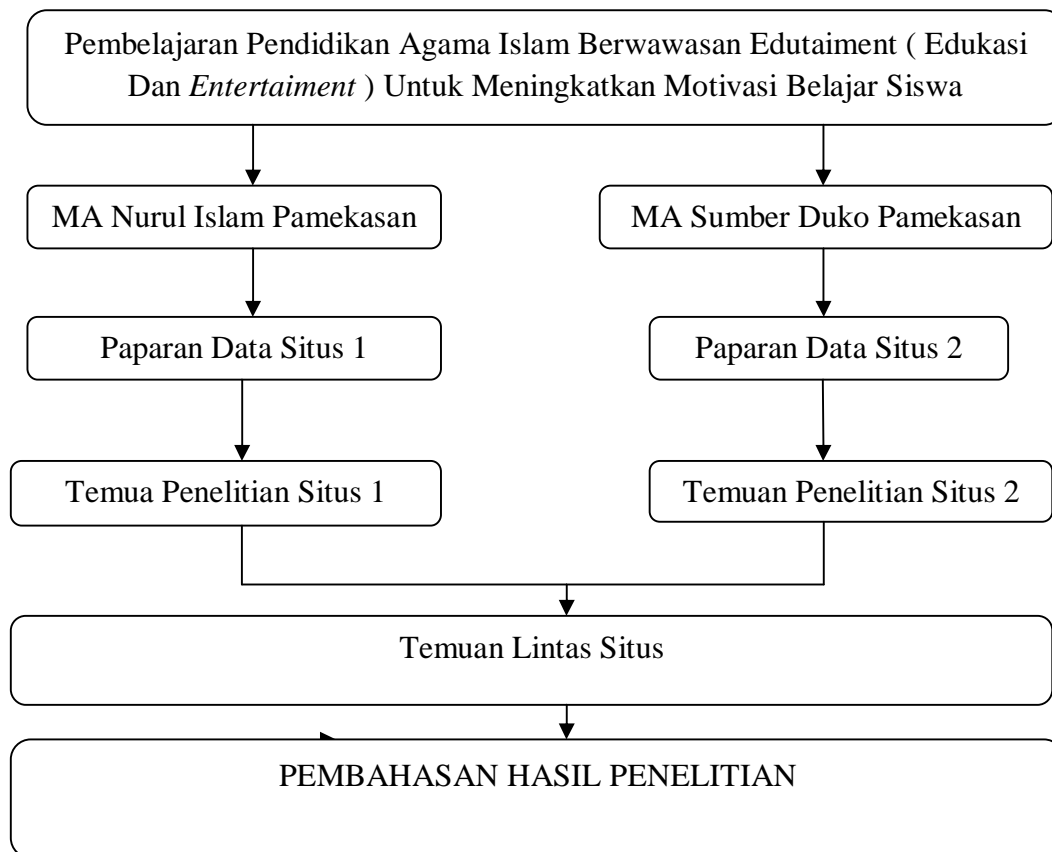 Pembelajaran Pendidikan Agama Islam Berwawasan Edutaiment ( Edukasi
Dan Entertaiment ) Untuk Meningkatkan Motivasi Belajar Siswa
MA Nurul Islam Pamekasan
MA Sumber Duko Pamekasan
Paparan Data Situs 1
Paparan Data Situs 2
Temua Penelitian Situs 1
Temuan Penelitian Situs 2
Temuan Lintas Situs
PEMBAHASAN HASIL PENELITIAN